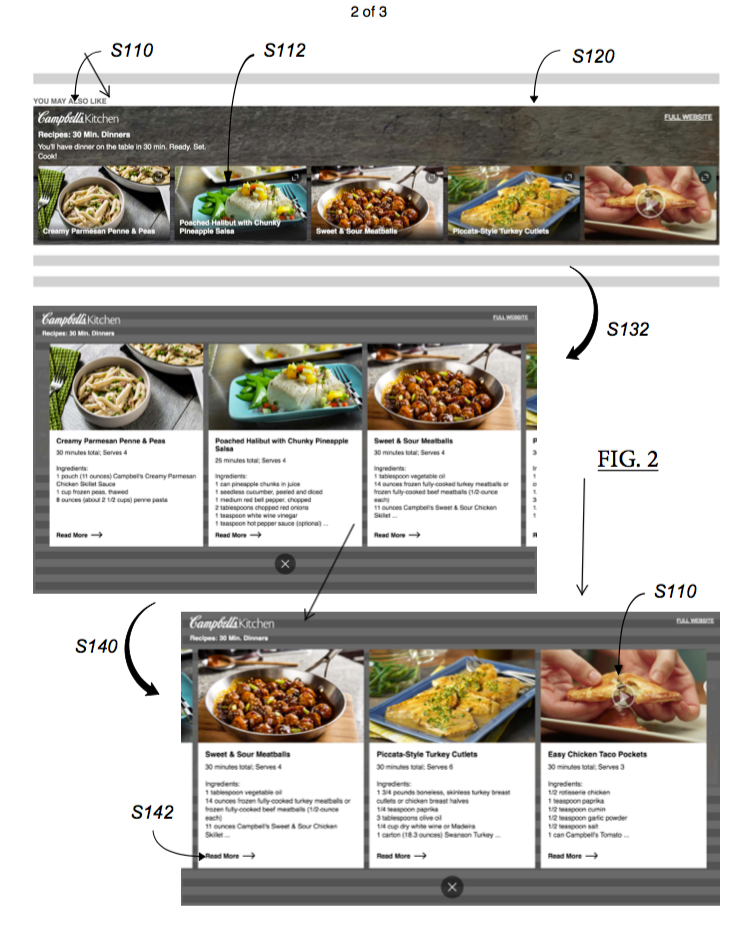 2 of 3
S110
S112
S120
YOU MAY ALSO LIKE
Campbell's Kitchen
FULL WEBSITE
Recipes: 30 Min. Dinners
You'll have dinner on the table in 30 min. Ready. Set.
Cook!
Creamy Parmesan Penne & Peas
Poached Halibut with Chunky
Pineapple Salsa
Sweet & Sour Meatballs
Piccata-Style Turkey Cutlets
S132
Campbell's Kitchen
FULL WEBSITE
Recipes: 30 Min. Dinners
Creamy Parmesan Penne & Peas
30 minutes total; Serves 4
Ingredients:
1 pouch (11 ounces) Campbell's Creamy Parmesan
Chicken Skillet Sauce
1 cup frozen peas, thawed
8 ounces (about 2 1/2 cups) penne pasta
Read More
Poached Halibut with Chunky Pineapple
Salsa
25 minutes total; Serves 4
Ingredients:
1 can pineapple chunks in juice
1 seedless cucumber, peeled and diced
1 medium red bell pepper, chopped
2 tablespoons chopped red onions
1 teaspoon white wine vinegar
1 teaspoon hot pepper sauce (optional) ...
Read More
Sweet & Sour Meatballs
30 minutes total; Serves 4
Ingredients:
1 tablespoon vegetable oil
14 ounces frozen fully-cooked turkey meatballs or
frozen fully-cooked beef meatballs (1/2-ounce
each)
11 ounces Campbell's Sweet & Sour Chicken
Skillet ...
Read More
FIG. 2
S110
S140
Campbell's Kitchen
FULL WEBSITE
Recipes: 30 Min. Dinners
Sweet & Sour Meatballs
30 minutes total; Serves 4
Ingredients:
1 tablespoon vegetable oil
14 ounces frozen fully-cooked turkey meatballs or
frozen fully-cooked beef meatballs (1/2-ounce
each)
11 ounces Campbell's Sweet & Sour Chicken
Skillet ...
Read More
Piccata-Style Turkey Cutlets
30 minutes total; Serves 6
Ingredients:
1 3/4 pounds boneless, skinless turkey breast
cutlets or chicken breast halves
1/4 teaspoon paprika
3 tablespoons olive oil
1/4 cup dry white wine or Madeira
1 carton (18.3 ounces) Swanson Turkey ...
Easy Chicken Taco Pockets
30 minutes total; Serves 3
Ingredients:
1/2 rotisserie chicken
1 teaspoon paprika
1/2 teaspoon cumin
1/2 teaspoon garlic powder
1/2 teaspoon salt
1 can Campbell's Tomato ...
Read More
S142